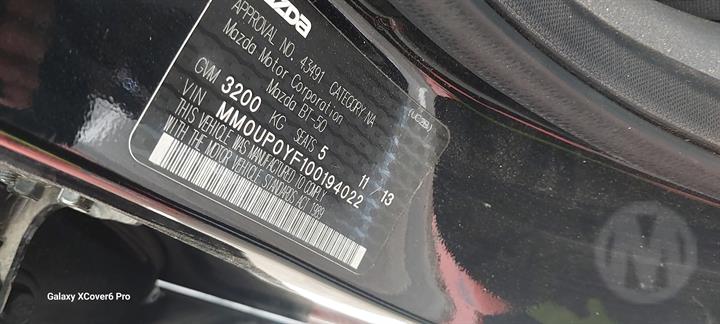 MAZDA
APPROVAL NO. 43491 CATEGORY NA
Mazda Motor Corporation
Mazda BT-50
(UC2B)
GVM 3200 KG SEATS 5
11 13
VIN MM0UP0YF100194022
THIS VEHICLE WAS MANUFACTURED TO COMPLY
WITH THE MOTOR VEHICLE STANDARDS ACT 1989
Galaxy XCover6 Pro
M